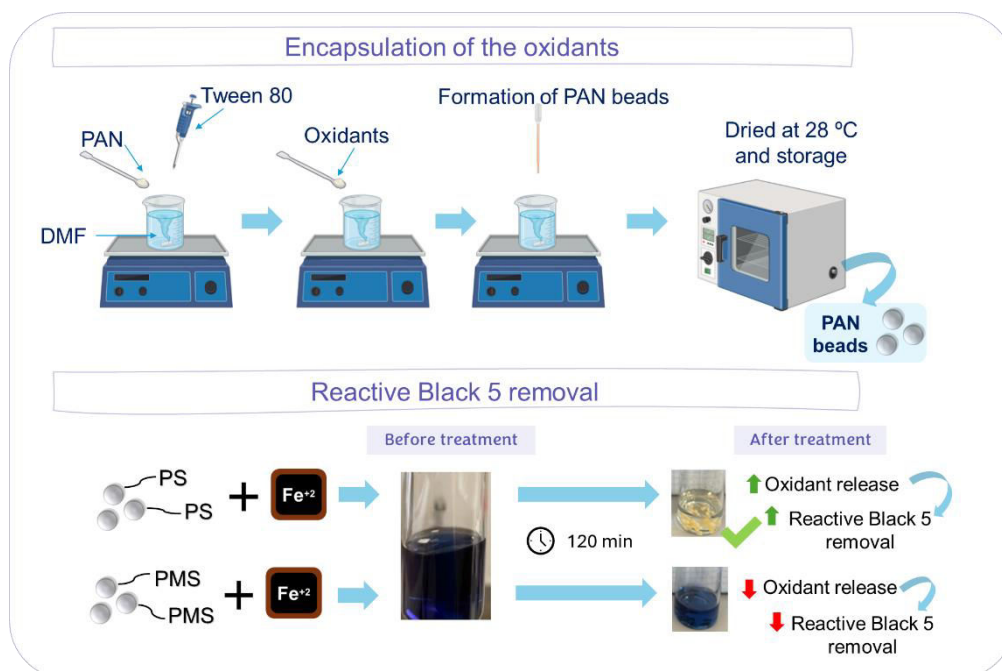 Encapsulation of the oxidants
Tween 80
PAN
DMF
Oxidants
Formation of PAN beads
Dried at 28 ºC
and storage
PAN
beads
Reactive Black 5 removal
Before treatment
After treatment
PS
PS
+
Fe+2
120 min
Oxidant release
Reactive Black 5
removal
PMS
PMS
+
Fe+2
Oxidant release
Reactive Black 5
removal